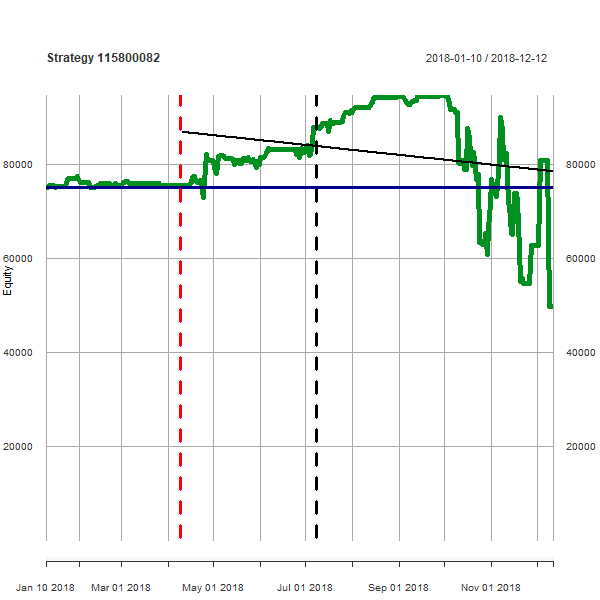 Strategy 115800082
2018-01-10 / 2018-12-12
80000
80000
60000
60000
Equity
40000
40000
20000
20000
Jan 10 2018
Mar 01 2018
May 01 2018
Jul 01 2018
Sep 01 2018
Nov 01 2018